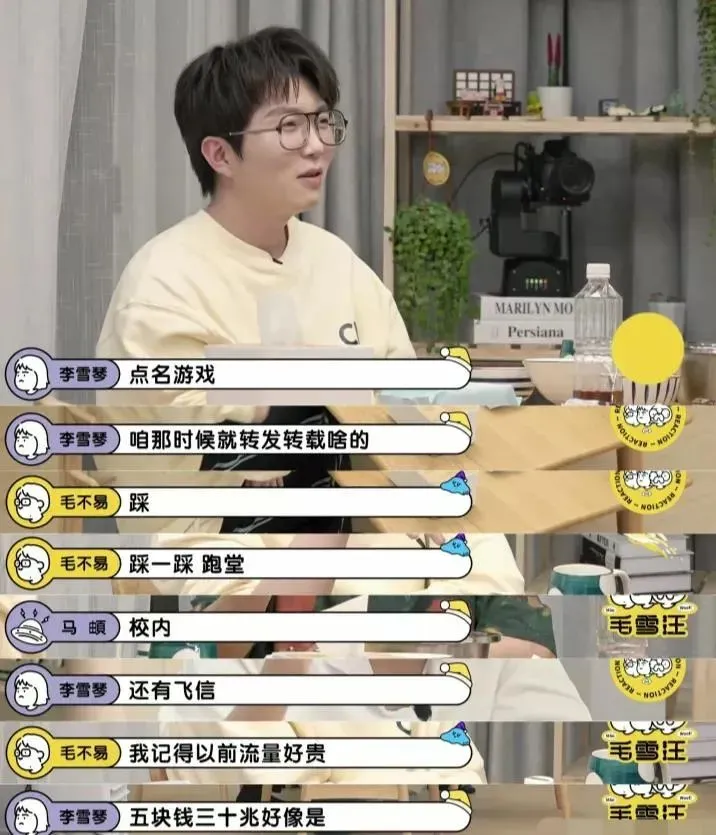 MARILYN MO
Persiana
C
李雪琴 点名游戏
李雪琴 咱那时候就转发转载啥的
REACTION
毛不易 踩
REACTION
毛不易 踩一踩 跑堂
马頔 校内
毛雪汪
李雪琴 还有飞信
REACTION
毛不易 我记得以前流量好贵
毛雪汪
李雪琴 五块钱三十兆好像是
毛雪汪